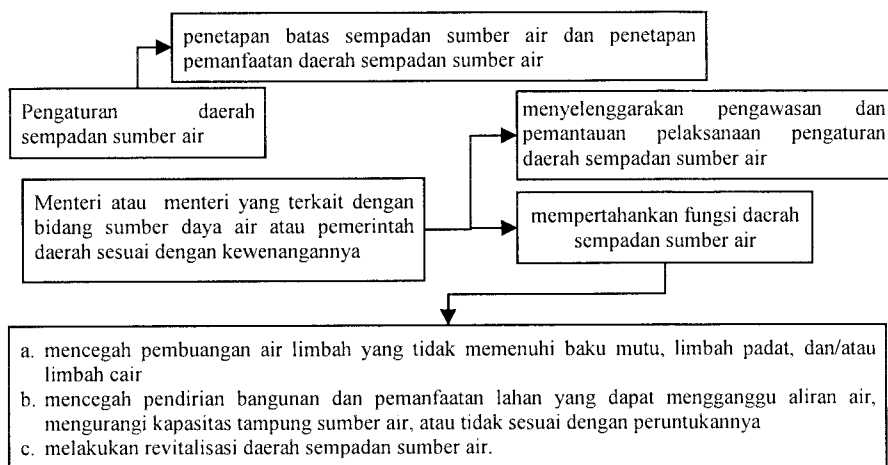 penetapan batas sempadan sumber air dan penetapan
pemanfaatan daerah sempadan sumber air
Pengaturan daerah
sempadan sumber air
menyelenggarakan pengawasan dan
pemantauan pelaksanaan pengaturan
daerah sempadan sumber air
Menteri atau menteri yang terkait dengan
bidang sumber daya air atau pemerintah
daerah sesuai dengan kewenangannya
mempertahankan fungsi daerah
sempadan sumber air
a. mencegah pembuangan air limbah yang tidak memenuhi baku mutu, limbah padat, dan/atau
limbah cair
b. mencegah pendirian bangunan dan pemanfaatan lahan yang dapat mengganggu aliran air,
mengurangi kapasitas tampung sumber air, atau tidak sesuai dengan peruntukannya
c. melakukan revitalisasi daerah sempadan sumber air.